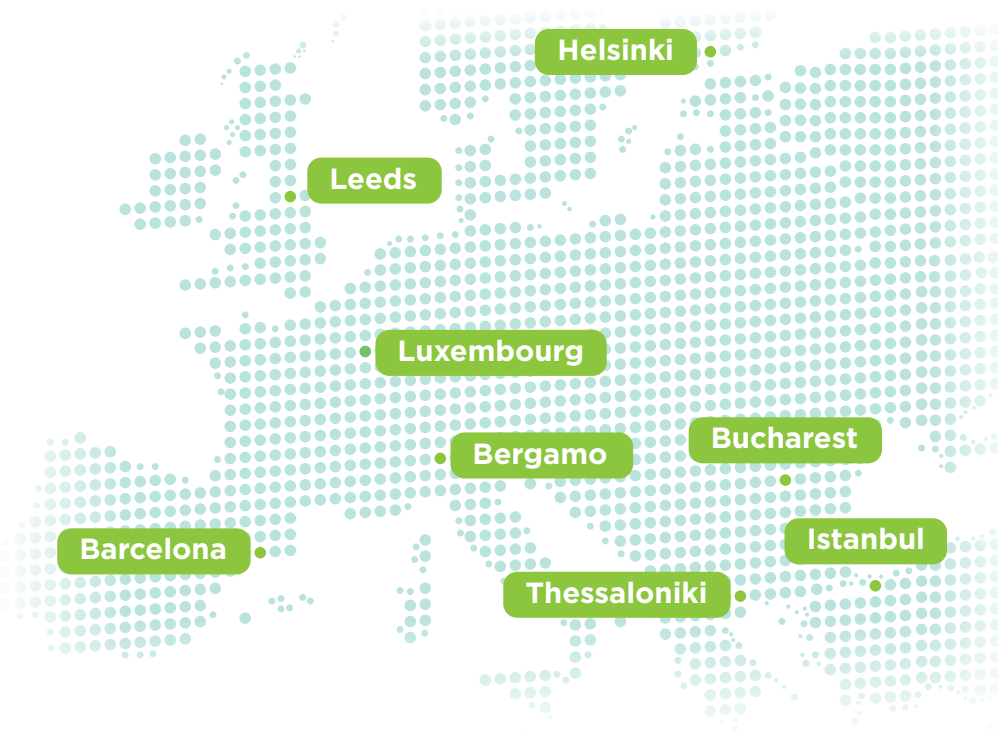 Helsinki
Leeds
Luxembourg
Bucharest
Bergamo
Istanbul
Barcelona
Thessaloniki